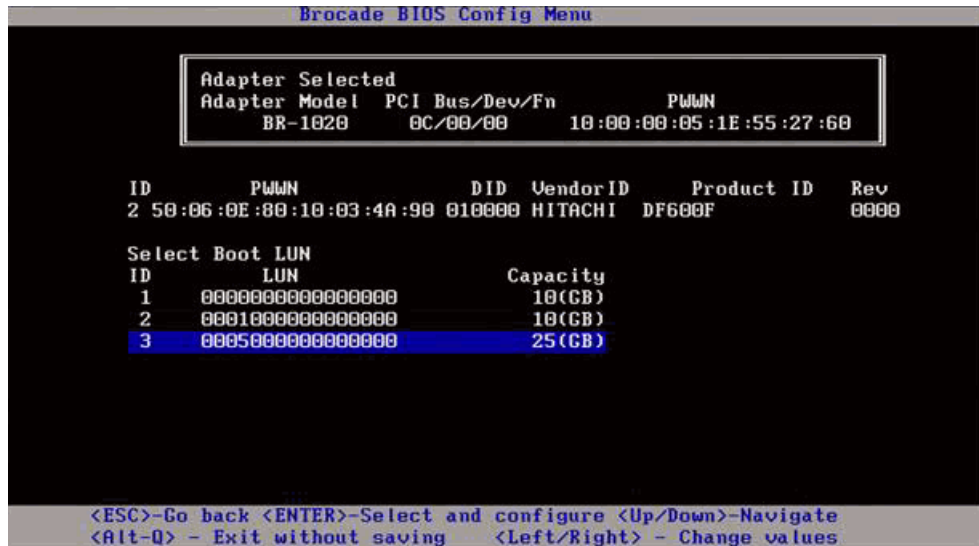 Brocade BIOS Config Menu
Adapter Selected
Adapter Model PCI Bus/Dev/Fn PWWN
BR-1020 0C/00/00 10:00:00:05:1E:55:27:60
ID PWWN DID VendorID Product ID Rev
2 50:06:0E:80:10:03:4A:90 010000 HITACHI DF600F 0000
Select Boot LUN
ID LUN Capacity
1 0000000000000000 10(GB)
2 0001000000000000 10(GB)
3 0005000000000000 25(GB)
<ESC>-Go back <ENTER>-Select and configure <Up/Down>-Navigate
<Alt-Q> - Exit without saving <Left/Right> - Change values